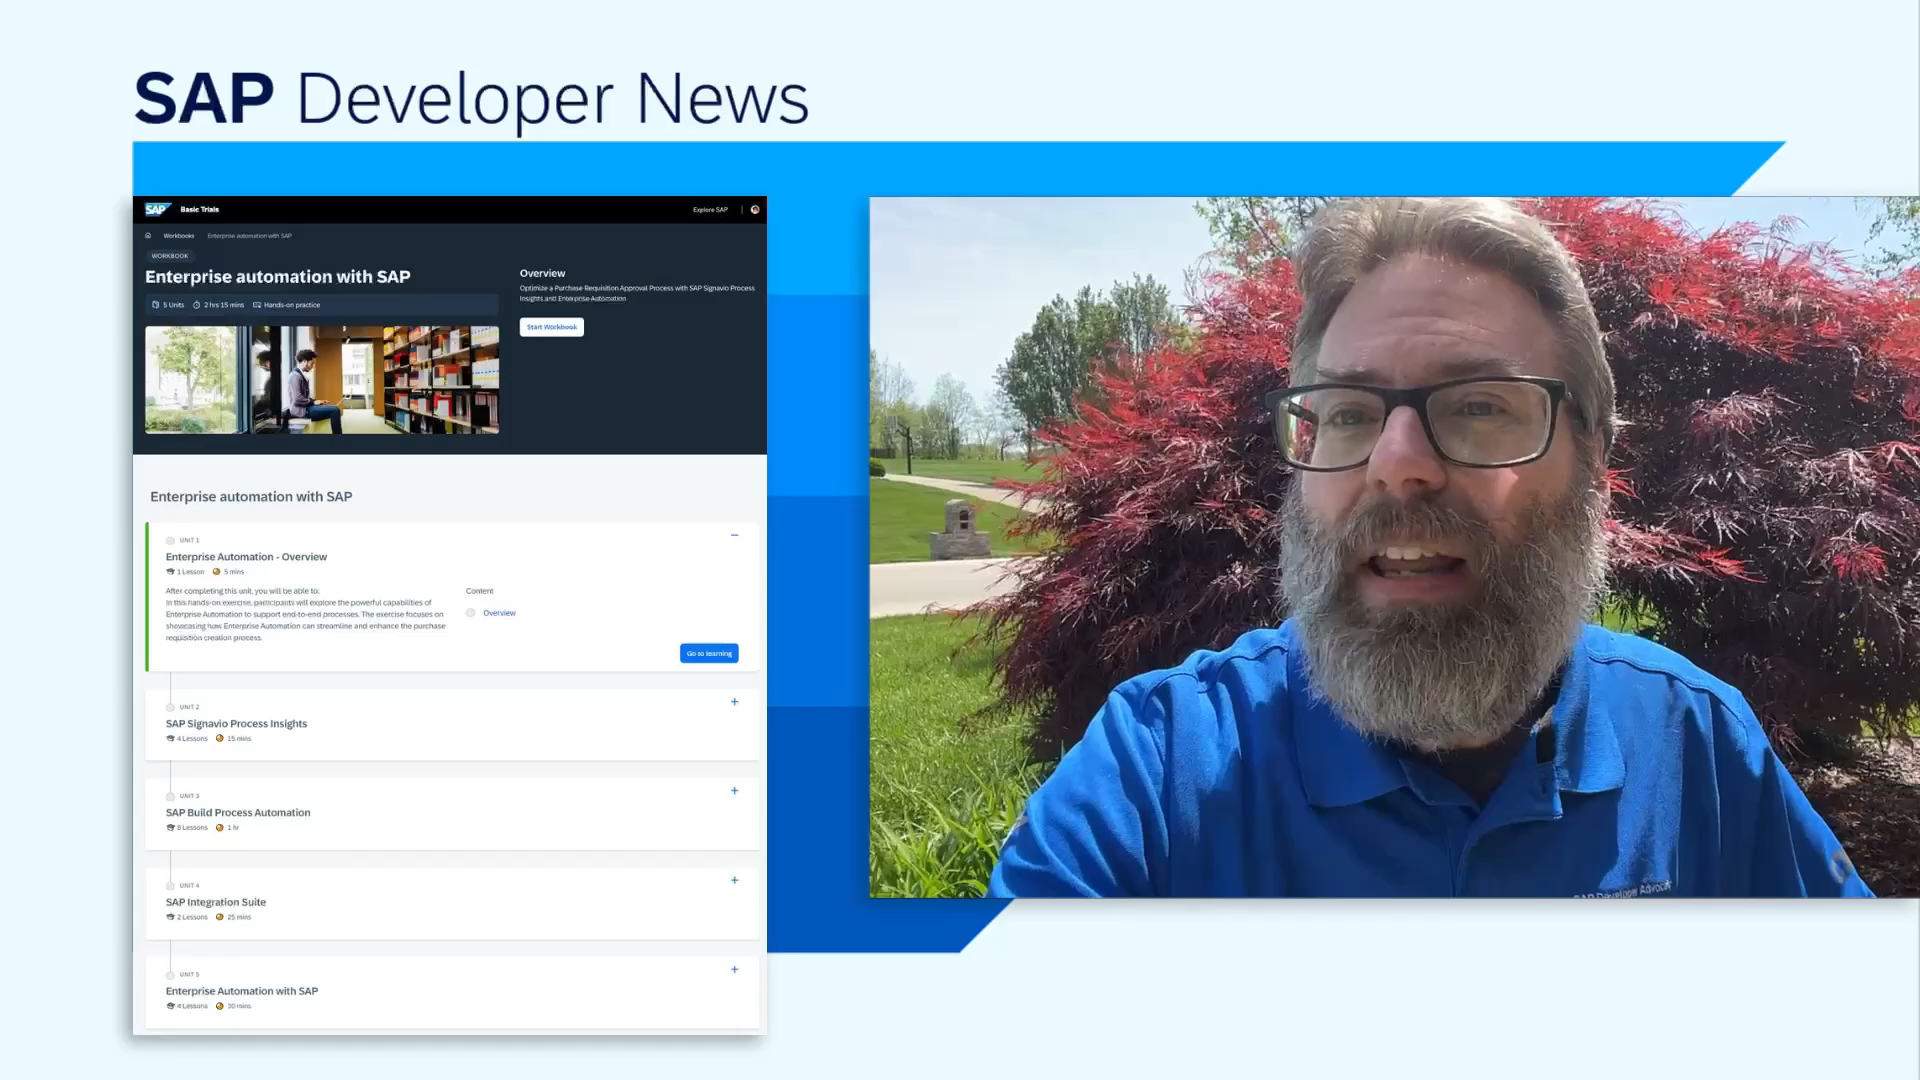 SAP Developer News
SAP Basic Trials
Explore SAP
Workbooks Enterprise automation with SAP
WORKBOOK
Enterprise automation with SAP
5 Units 2 hrs 15 mins Hands-on practice
Overview
Optimize a Purchase Requisition Approval Process with SAP Signavio Process
Insights and Enterprise Automation
Start Workbook
Enterprise automation with SAP
UNIT 1
Enterprise Automation - Overview
1 Lesson 5 mins
After completing this unit, you will be able to:
In this hands-on exercise, participants will explore the powerful capabilities of
Enterprise Automation to support end-to-end processes. The exercise focuses on
showcasing how Enterprise Automation can streamline and enhance the purchase
requisition creation process.
Content
Overview
Go to learning
UNIT 2
SAP Signavio Process Insights
4 Lessons 15 mins
UNIT 3
SAP Build Process Automation
8 Lessons 1 hr
UNIT 4
SAP Integration Suite
2 Lessons 25 mins
UNIT 5
Enterprise Automation with SAP
4 Lessons 30 mins
SAP Developer Advocate